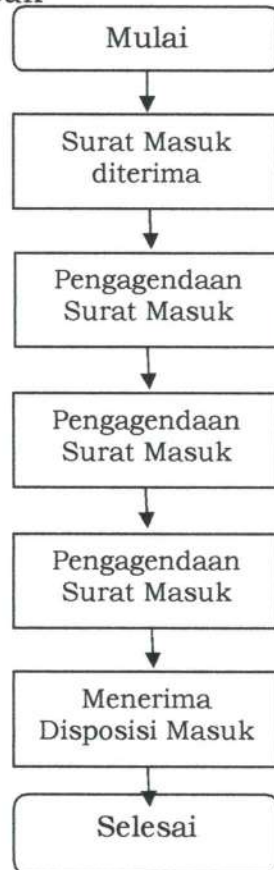 Mulai
Surat Masuk
diterima
Pengagendaan
Surat Masuk
Pengagendaan
Surat Masuk
Pengagendaan
Surat Masuk
Menerima
Disposisi Masuk
Selesai